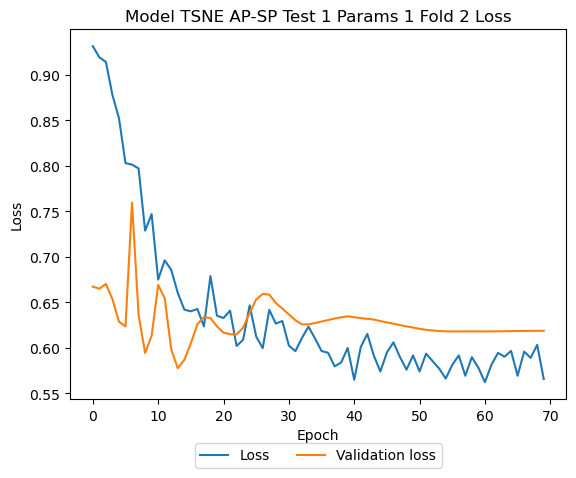 Model TSNE AP-SP Test 1 Params 1 Fold 2 Loss
0.90
0.85
0.80
0.75
0.70
0.65
0.60
0.55
Loss
0 10 20 30 40 50 60 70
Epoch
Loss Validation loss